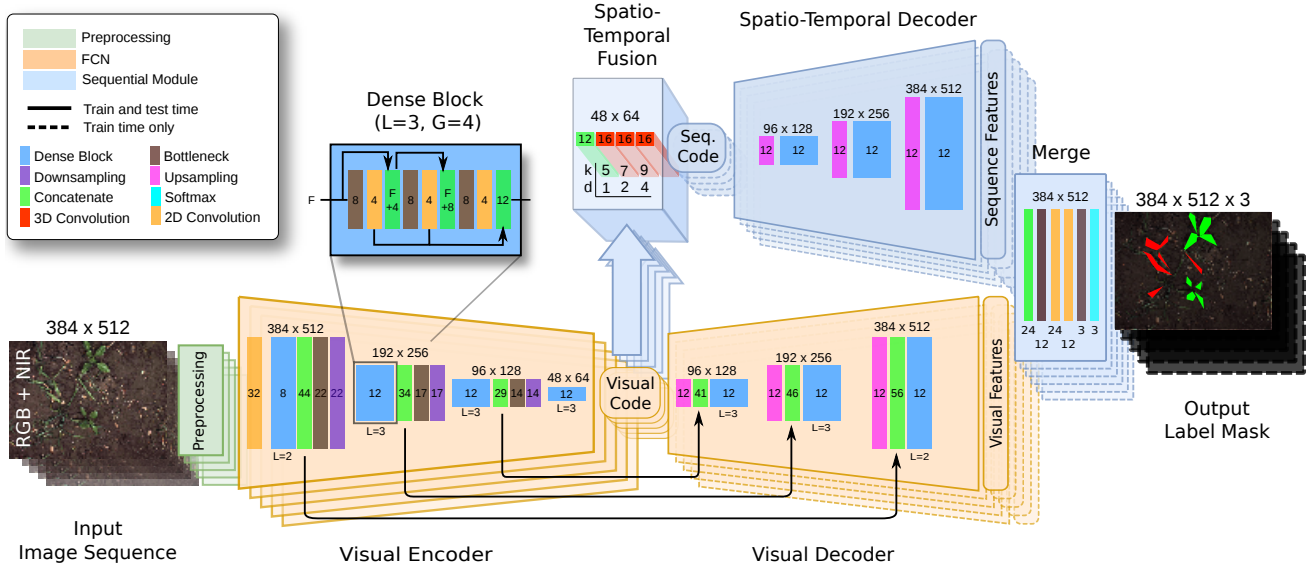 Preprocessing
FCN
Sequential Module
Train and test time
Train time only
Dense Block
Bottleneck
Downsampling
Upsampling
Concatenate
Softmax
3D Convolution
2D Convolution
Dense Block
(L=3, G=4)
F
8
4
F
+4
8
4
F
+8
8
4
12
Spatio-
Temporal
Fusion
48 x 64
12 16 16 16
k 5 7 9
d 1 2 4
Seq.
Code
Spatio-Temporal Decoder
96 x 128
12 12
192 x 256
12 12
384 x 512
12 12
Sequence Features
Merge
384 x 512
24 24 3 3
12 12
384 x 512 x 3
Output
Label Mask
384 x 512
RGB + NIR
Input
Image Sequence
Preprocessing
32
384 x 512
8 44 22 22
L=2
192 x 256
12 34 17 17
L=3
96 x 128
12 29 14 14
L=3
48 x 64
12
L=3
Visual Encoder
Visual
Code
96 x 128
12 41 12
L=3
192 x 256
12 46 12
L=3
384 x 512
12 56 12
L=2
Visual Features
Visual Decoder